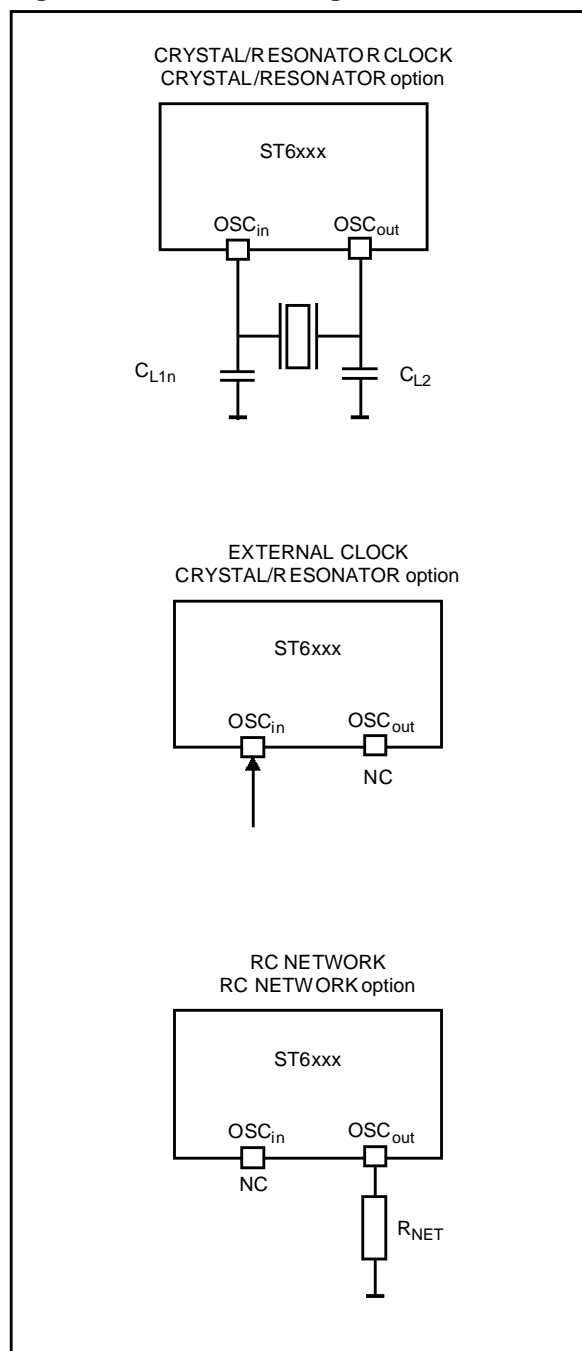 CRYSTAL/RESONATOR CLOCK
CRYSTAL/RESONATOR option
ST6xxx
OSCin OSCout
CL1n CL2
EXTERNAL CLOCK
CRYSTAL/RESONATOR option
ST6xxx
OSCin OSCout
NC
RC NETWORK
RC NETWORK option
ST6xxx
OSCin OSCout
NC
RNET